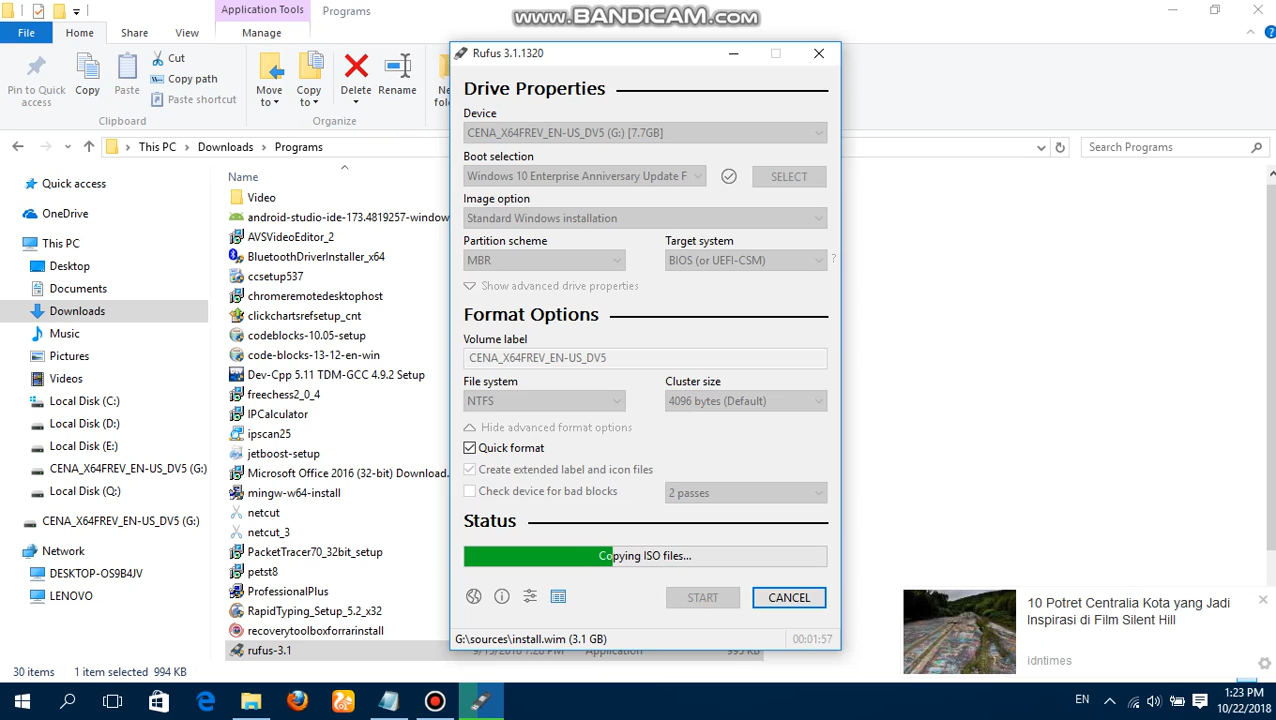 Application Tools
Programs
www.BANDICAM.com
File
Home
Share
View
Manage
Pin to Quick
access
Copy
Paste
Cut
Copy path
Paste shortcut
Clipboard
Move
to
Copy
to
Delete
Rename
Ne
fol
Organize
This PC
Downloads
Programs
Search Programs
Quick access
OneDrive
This PC
Desktop
Documents
Downloads
Music
Pictures
Videos
Local Disk (C:)
Local Disk (D:)
Local Disk (E:)
CENA_X64FREV_EN-US_DV5 (G:)
Local Disk (Q:)
CENA_X64FREV_EN-US_DV5 (G:)
Network
DESKTOP-OS9B4JV
LENOVO
Name
Video
android-studio-ide-173.4819257-window
AVSVideoEditor_2
BluetoothDriverInstaller_x64
ccsetup537
chromeremotedesktophost
clickchartsrefsetup_cnt
codeblocks-10.05-setup
code-blocks-13-12-en-win
Dev-Cpp 5.11 TDM-GCC 4.9.2 Setup
freechess2_0_4
IPCalculator
ipscan25
jetboost-setup
Microsoft Office 2016 (32-bit) Download.
mingw-w64-install
netcut
netcut_3
PacketTracer70_32bit_setup
petst8
ProfessionalPlus
RapidTyping_Setup_5.2_x32
recoverytoolboxforrarinstall
rufus-3.1
Application
Rufus 3.1.1320
Drive Properties
Device
CENA_X64FREV_EN-US_DV5 (G:) [7.7GB]
Boot selection
Windows 10 Enterprise Anniversary Update F
SELECT
Image option
Standard Windows installation
Partition scheme
Target system
MBR
BIOS (or UEFI-CSM)
?
Show advanced drive properties
Format Options
Volume label
CENA_X64FREV_EN-US_DV5
File system
Cluster size
NTFS
4096 bytes (Default)
Hide advanced format options
Quick format
Create extended label and icon files
Check device for bad blocks
2 passes
Status
Copying ISO files...
START
CANCEL
G:\sources\install.wim (3.1 GB)
00:01:57
10 Potret Centralia Kota yang Jadi
Inspirasi di Film Silent Hill
idntimes
30 items
1 item selected 994 KB
EN
1:23 PM
10/22/2018